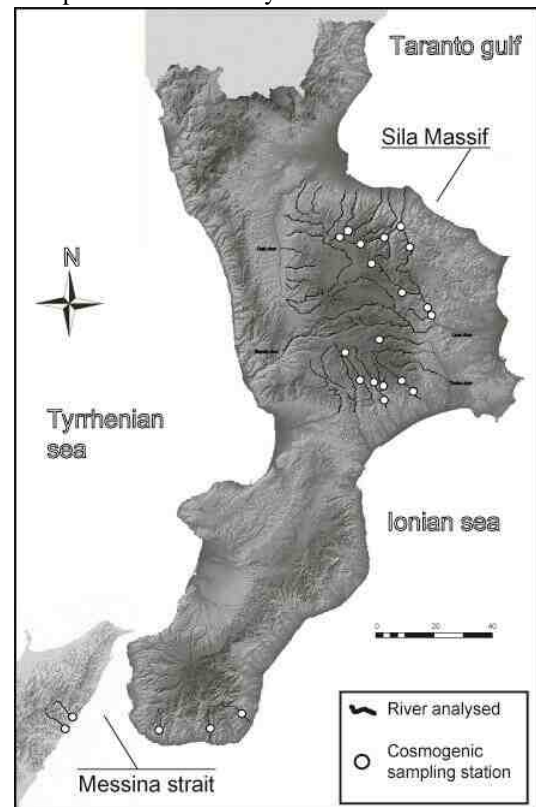 Taranto gulf
Sila Massif
N
Tyrrhenian
sea
Ionian sea
0 20 40
River analysed
Cosmogenic
sampling station
Messina strait